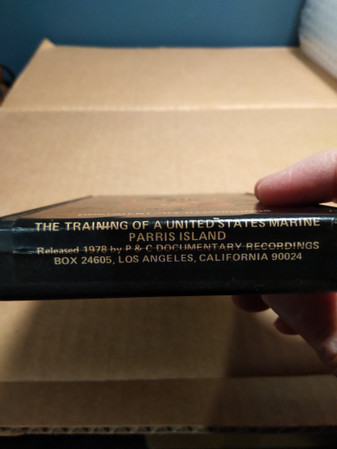 THE TRAINING OF A UNITED STATES MARINE
PARRIS ISLAND
Released 1978 by P & C DOCUMENTARY RECORDINGS
BOX 24605, LOS ANGELES, CALIFORNIA 90024